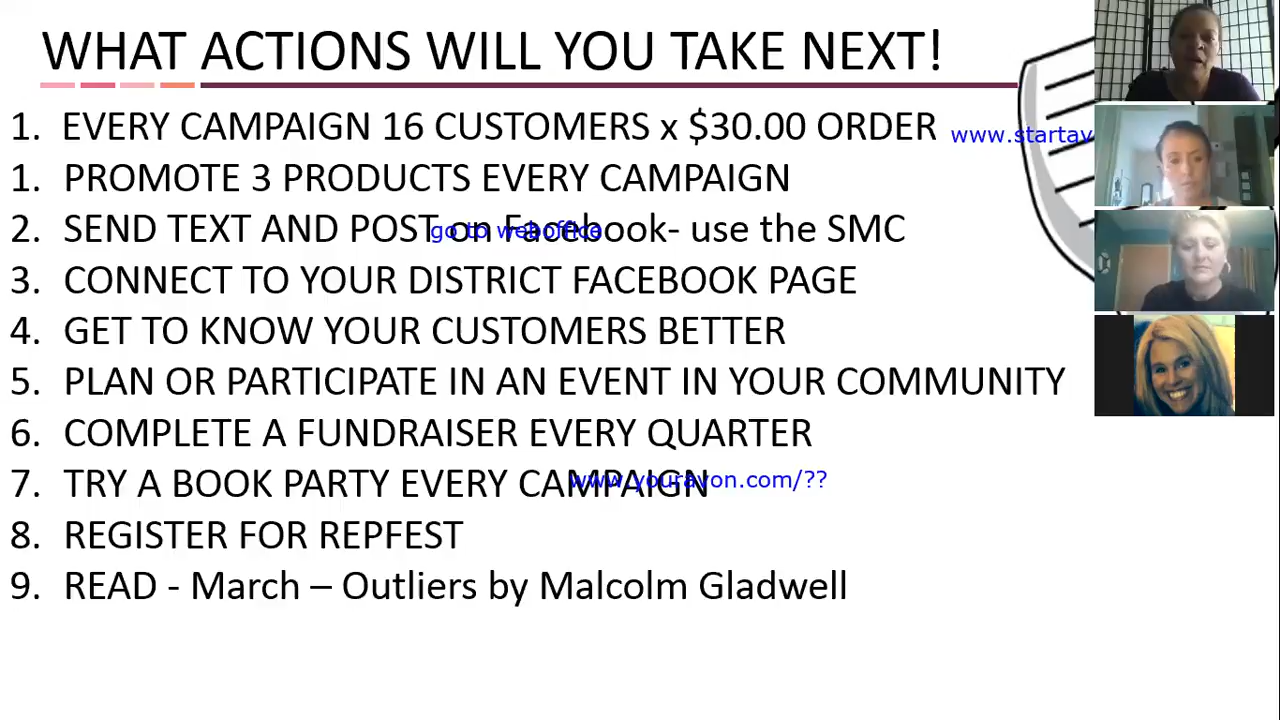 WHAT ACTIONS WILL YOU TAKE NEXT!
1. EVERY CAMPAIGN 16 CUSTOMERS x $30.00 ORDER www.startav
1. PROMOTE 3 PRODUCTS EVERY CAMPAIGN
2. SEND TEXT AND POST on Facebook- use the SMC
go to weboffice
3. CONNECT TO YOUR DISTRICT FACEBOOK PAGE
4. GET TO KNOW YOUR CUSTOMERS BETTER
5. PLAN OR PARTICIPATE IN AN EVENT IN YOUR COMMUNITY
6. COMPLETE A FUNDRAISER EVERY QUARTER
7. TRY A BOOK PARTY EVERY CAMPAIGN
www.youravon.com/??
8. REGISTER FOR REPFEST
9. READ - March – Outliers by Malcolm Gladwell